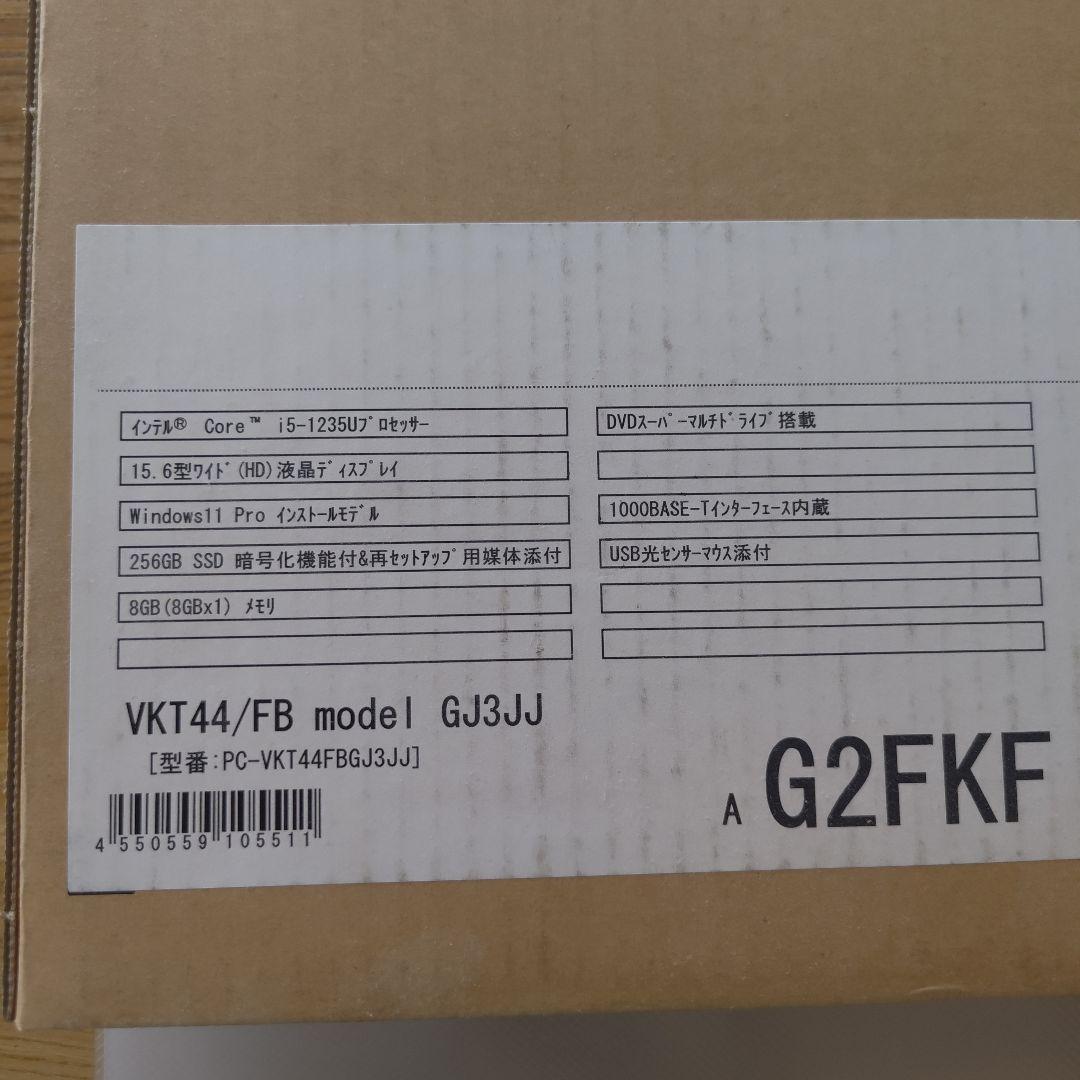 ｲﾝﾃﾙ® Core™ i5-1235Uﾌﾟﾛｾｯｻｰ
15.6型ﾜｲﾄﾞ(HD)液晶ﾃﾞｨｽﾌﾟﾚｲ
Windows11 Pro ｲﾝｽﾄｰﾙﾓﾃﾞﾙ
256GB SSD 暗号化機能付&再ｾｯﾄｱｯﾌﾟ用媒体添付
8GB(8GBx1) ﾒﾓﾘ
DVDｽｰﾊﾟｰﾏﾙﾁﾄﾞﾗｲﾌﾞ搭載
1000BASE-Tｲﾝﾀｰﾌｪｰｽ内蔵
USB光ｾﾝｻｰﾏｳｽ添付
VKT44/FB model GJ3JJ
[型番:PC-VKT44FBGJ3JJ]
4 550559 105511
A G2FKF